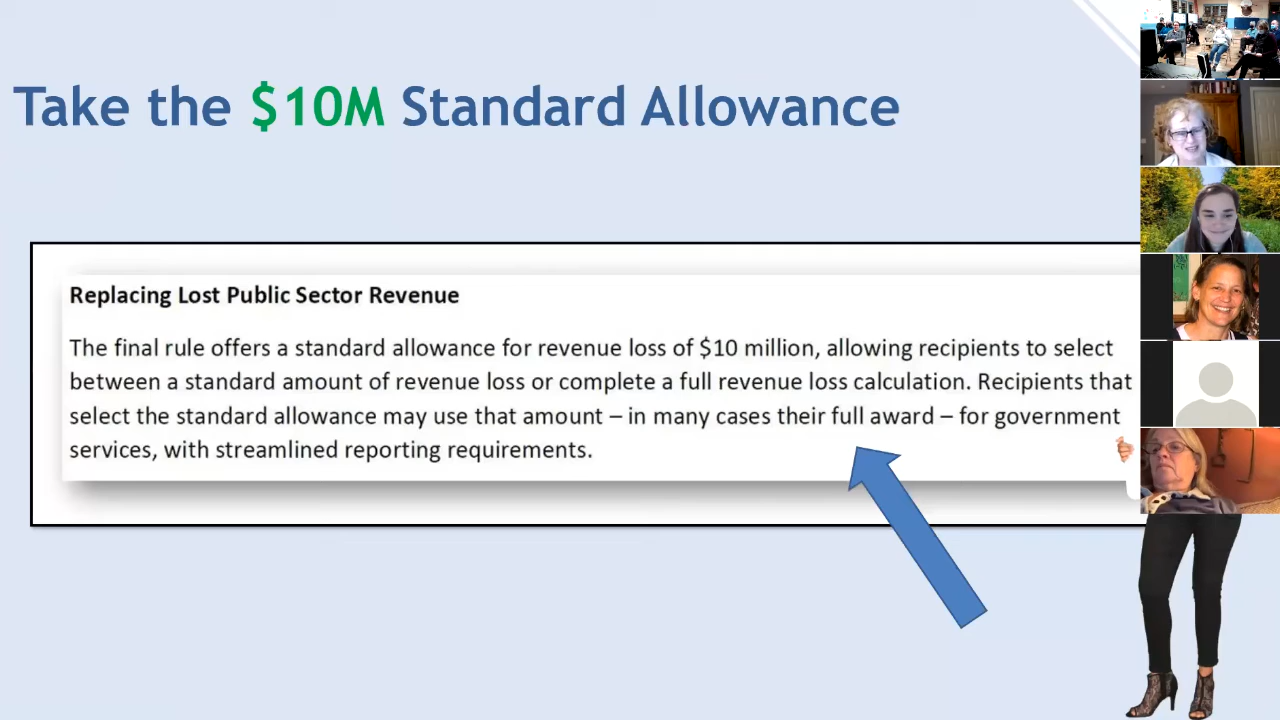 Take the $10M Standard Allowance
Replacing Lost Public Sector Revenue
The final rule offers a standard allowance for revenue loss of $10 million, allowing recipients to select
between a standard amount of revenue loss or complete a full revenue loss calculation. Recipients that
select the standard allowance may use that amount – in many cases their full award – for government
services, with streamlined reporting requirements.